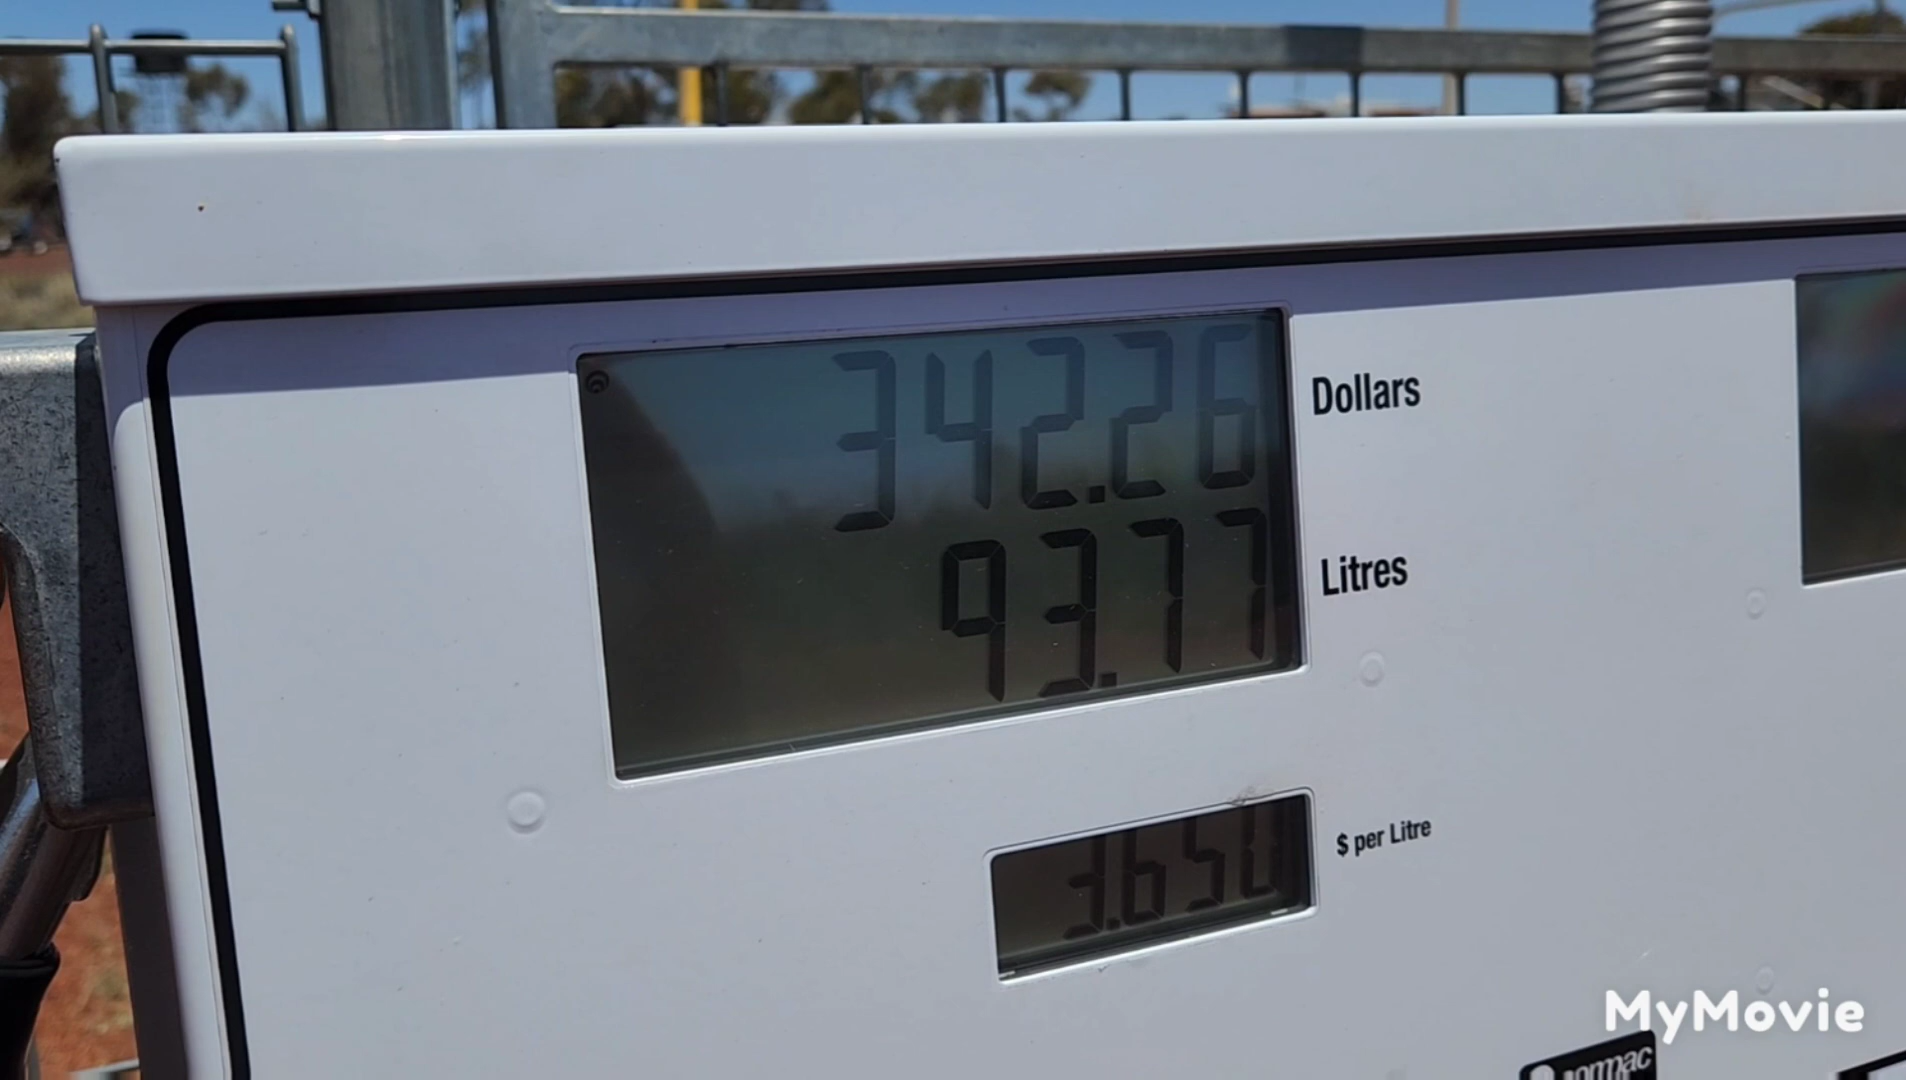 342.26 Dollars
93.77 Litres
3.650 $ per Litre
MyMovie